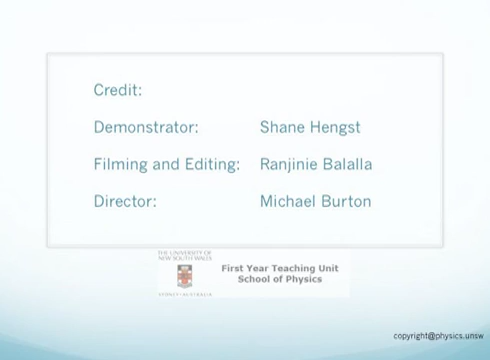 Credit:
Demonstrator: Shane Hengst
Filming and Editing: Ranjinie Balalla
Director: Michael Burton
THE UNIVERSITY OF
NEW SOUTH WALES
SYDNEY · AUSTRALIA
First Year Teaching Unit
School of Physics
copyright@physics.unsw